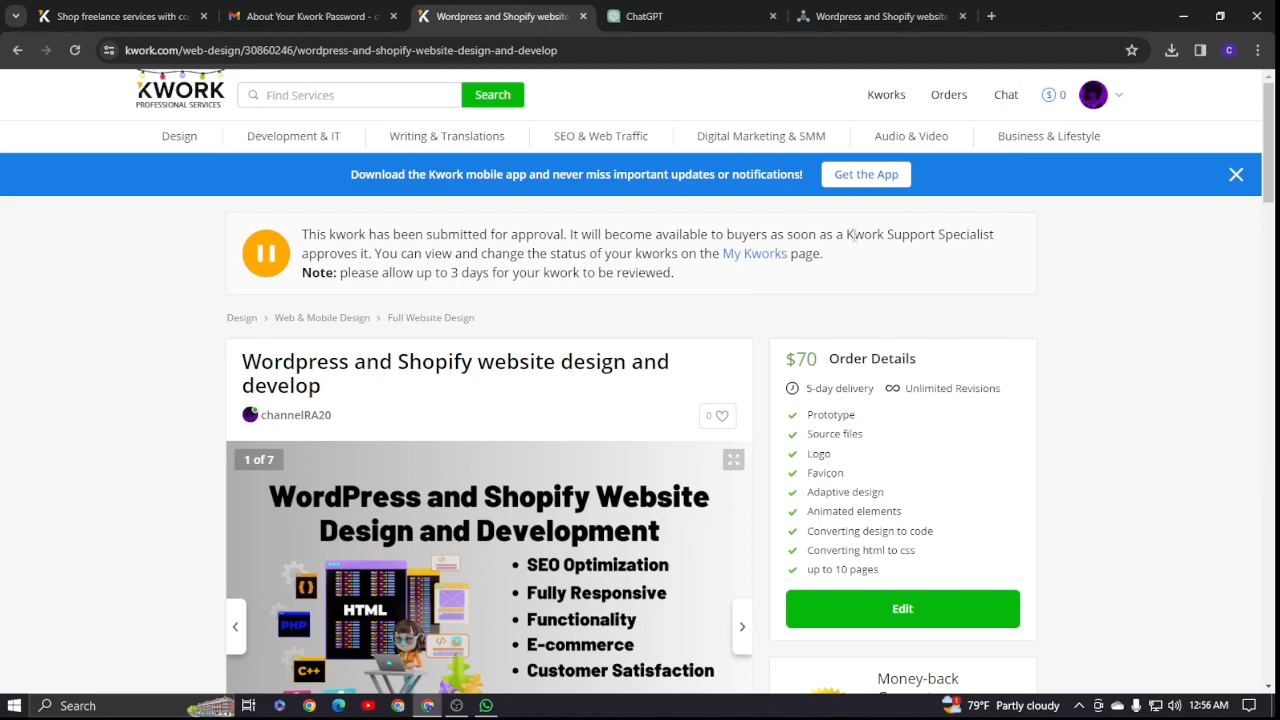 Shop freelance services with co
About Your Kwork Password - c
Wordpress and Shopify website
ChatGPT
Wordpress and Shopify website
kwork.com/web-design/30860246/wordpress-and-shopify-website-design-and-develop
KWORK
PROFESSIONAL SERVICES
Find Services
Search
Kworks Orders Chat 0
Design Development & IT Writing & Translations SEO & Web Traffic Digital Marketing & SMM Audio & Video Business & Lifestyle
Download the Kwork mobile app and never miss important updates or notifications! Get the App
This kwork has been submitted for approval. It will become available to buyers as soon as a Kwork Support Specialist
approves it. You can view and change the status of your kworks on the My Kworks page.
Note: please allow up to 3 days for your kwork to be reviewed.
Design > Web & Mobile Design > Full Website Design
Wordpress and Shopify website design and
develop
channelRA20
0
1 of 7
WordPress and Shopify Website
Design and Development
• SEO Optimization
• Fully Responsive
• Functionality
• E-commerce
• Customer Satisfaction
HTML
PHP
C++
$70 Order Details
5-day delivery Unlimited Revisions
Prototype
Source files
Logo
Favicon
Adaptive design
Animated elements
Converting design to code
Converting html to css
up to 10 pages
Edit
Money-back
Search
79°F Partly cloudy
12:56 AM